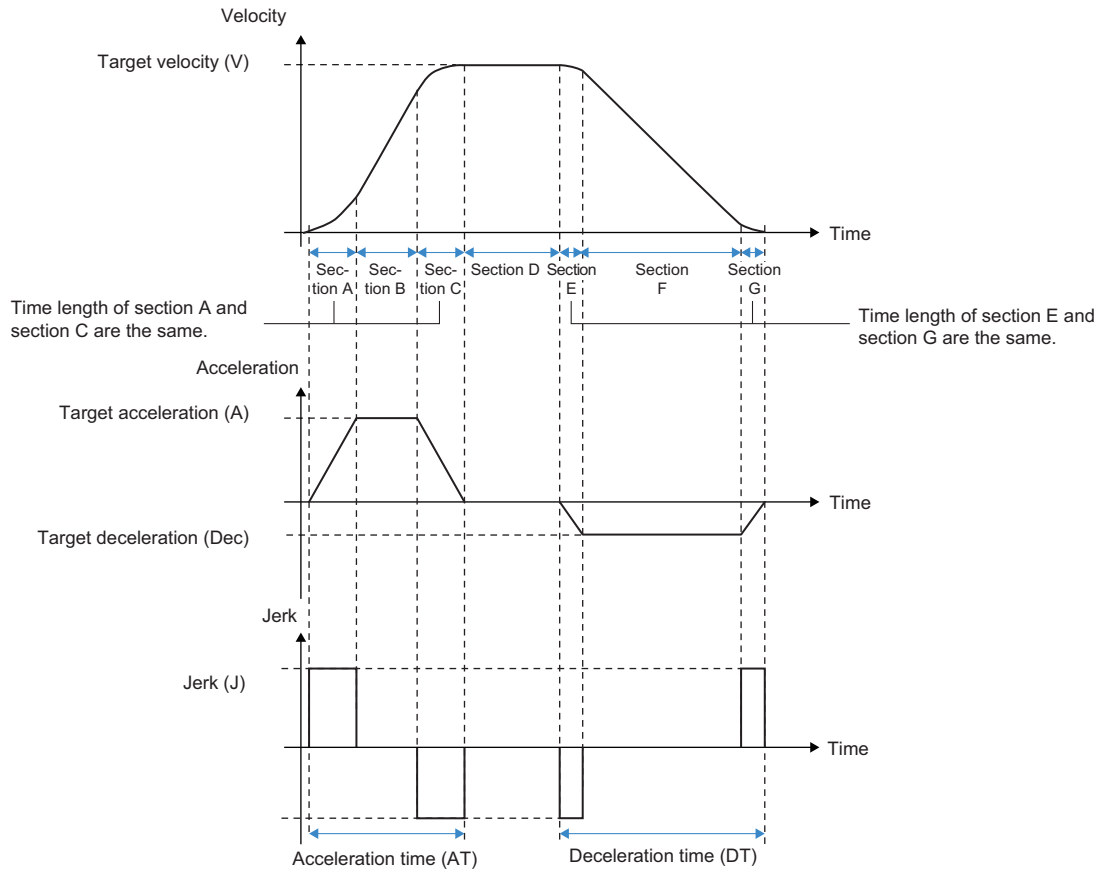 Velocity
Target velocity (V)
Time
Sec-
tion A
Sec-
tion B
Sec-
tion C
Section D
Section
E
Section
F
Section
G
Time length of section A and
section C are the same.
Time length of section E and
section G are the same.
Acceleration
Target acceleration (A)
Time
Target deceleration (Dec)
Jerk
Jerk (J)
Time
Acceleration time (AT)
Deceleration time (DT)